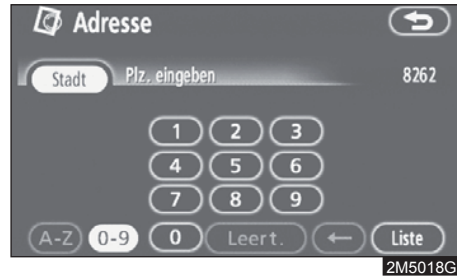 Adresse
Stadt Plz. eingeben 8262
1 2 3
4 5 6
7 8 9
A-Z 0-9 0 Leert. ← Liste
2M5018G